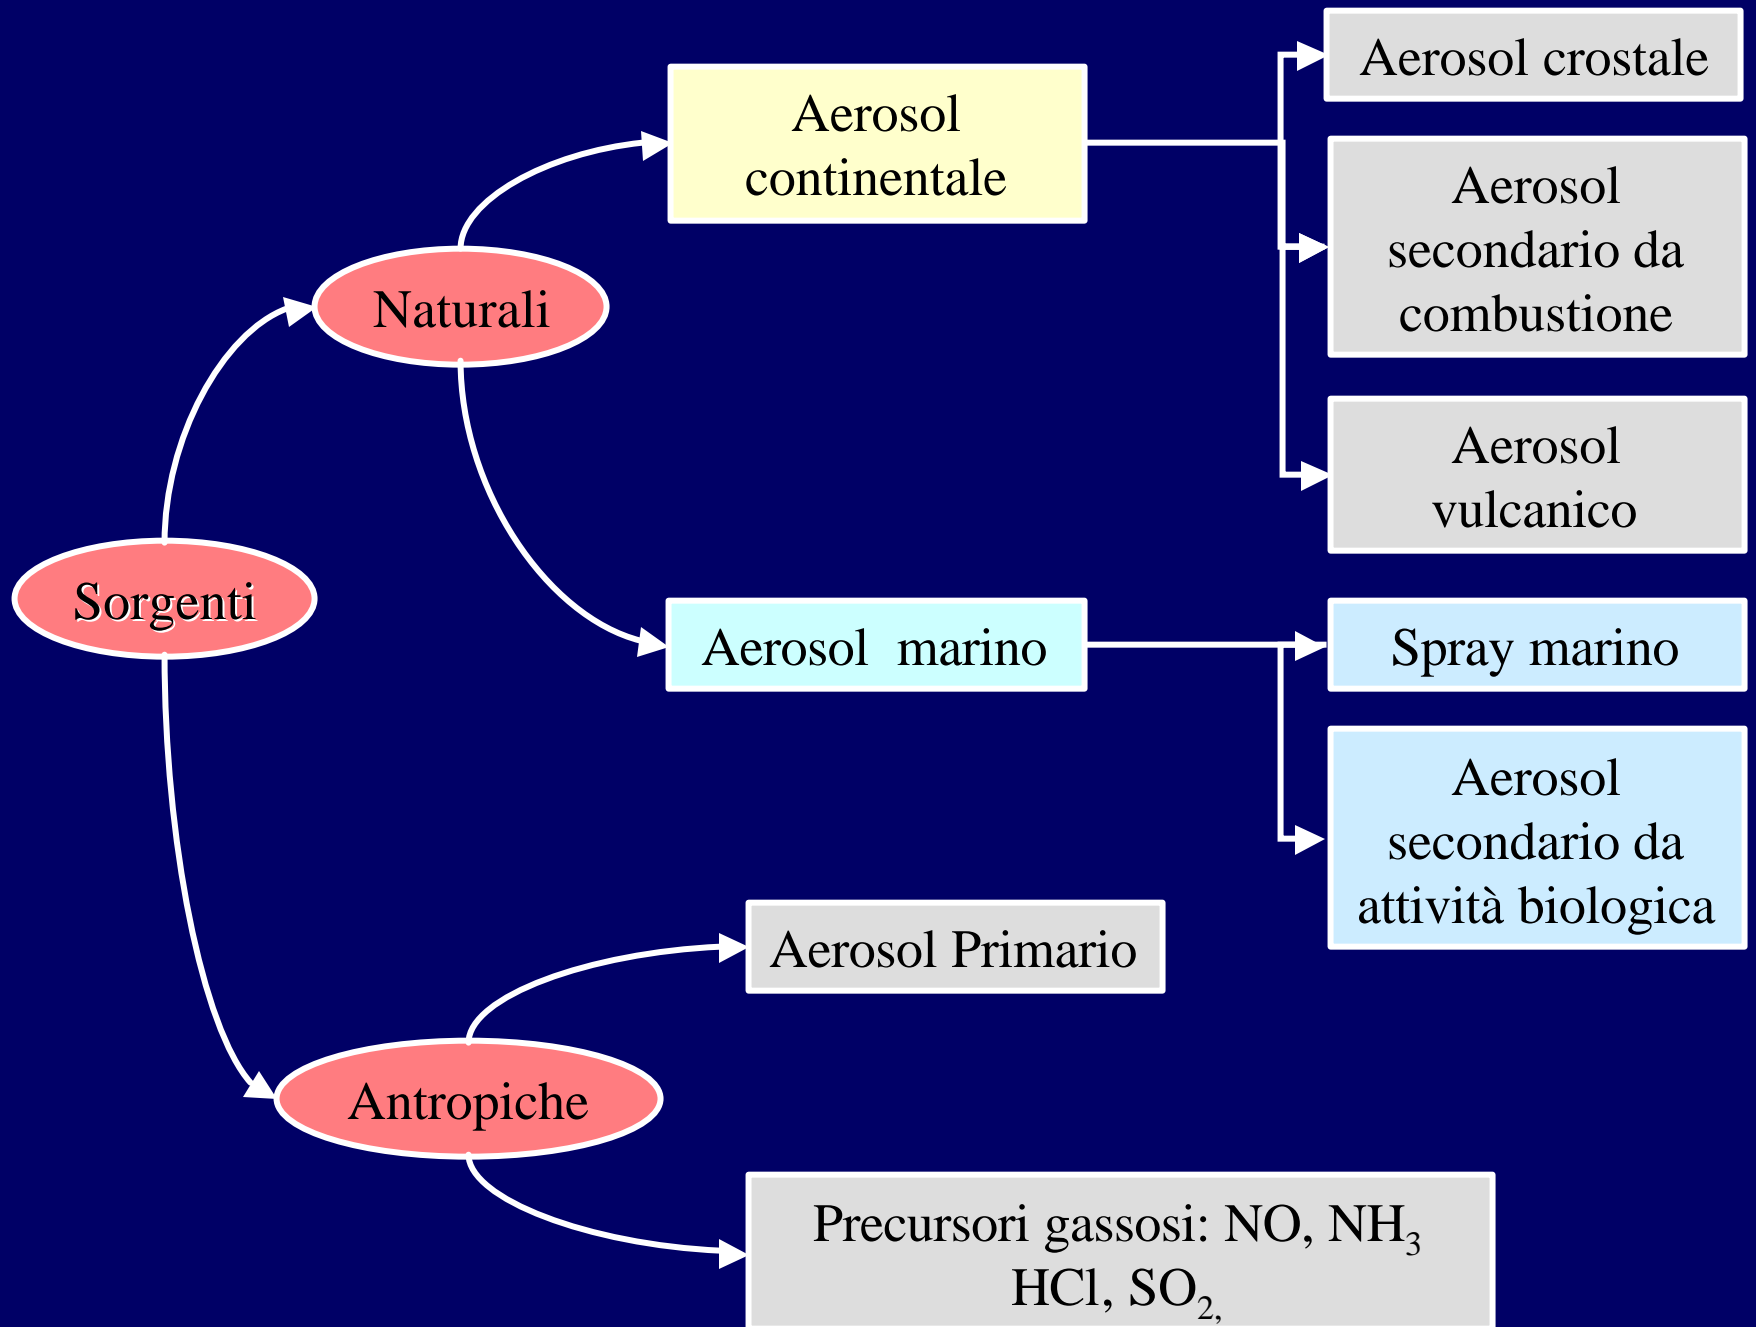 Aerosol crostale
Aerosol
continentale
Aerosol
secondario da
combustione
Naturali
Aerosol
vulcanico
Sorgenti
Aerosol  marino
Spray marino
Aerosol
secondario da
attività biologica
Aerosol Primario
Antropiche
Precursori gassosi: NO, NH₃
HCl, SO₂,